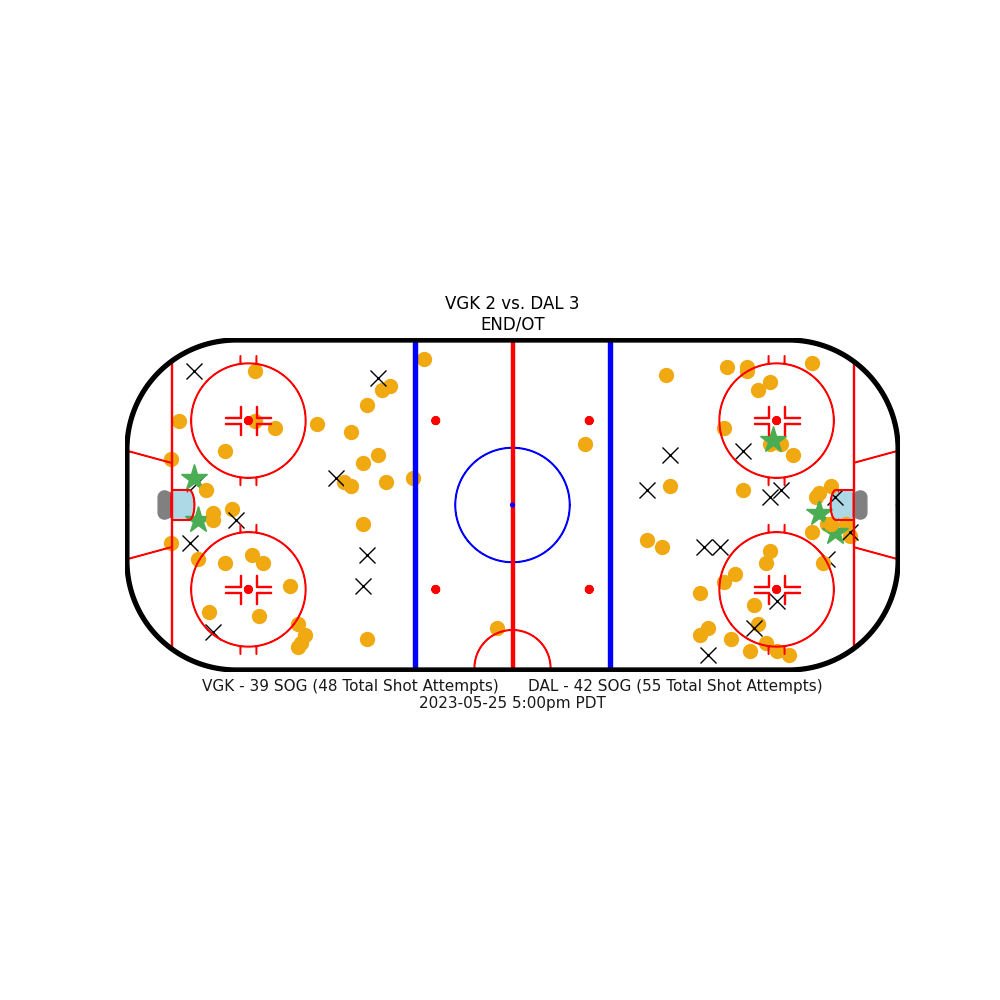 VGK 2 vs. DAL 3
END/OT
VGK - 39 SOG (48 Total Shot Attempts) DAL - 42 SOG (55 Total Shot Attempts)
2023-05-25 5:00pm PDT